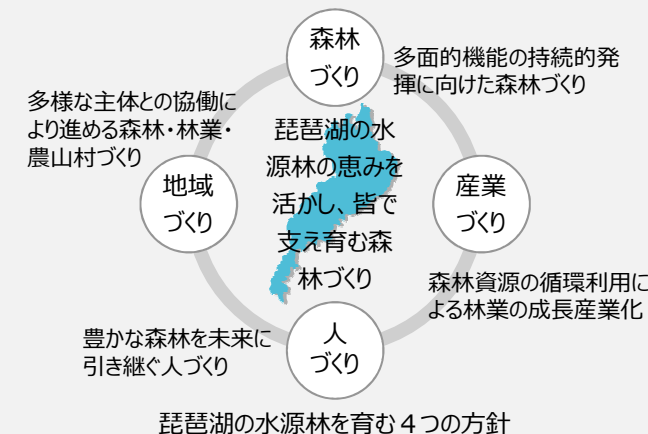 森林
づくり
多面的機能の持続的発
揮に向けた森林づくり
多様な主体との協働に
より進める森林・林業・
農山村づくり
地域
づくり
琵琶湖の水
源林の恵みを
活かし、皆で
支え育む森
林づくり
産業
づくり
森林資源の循環利用に
よる林業の成長産業化
豊かな森林を未来に
引き継ぐ人づくり
人
づくり
琵琶湖の水源林を育む４つの方針